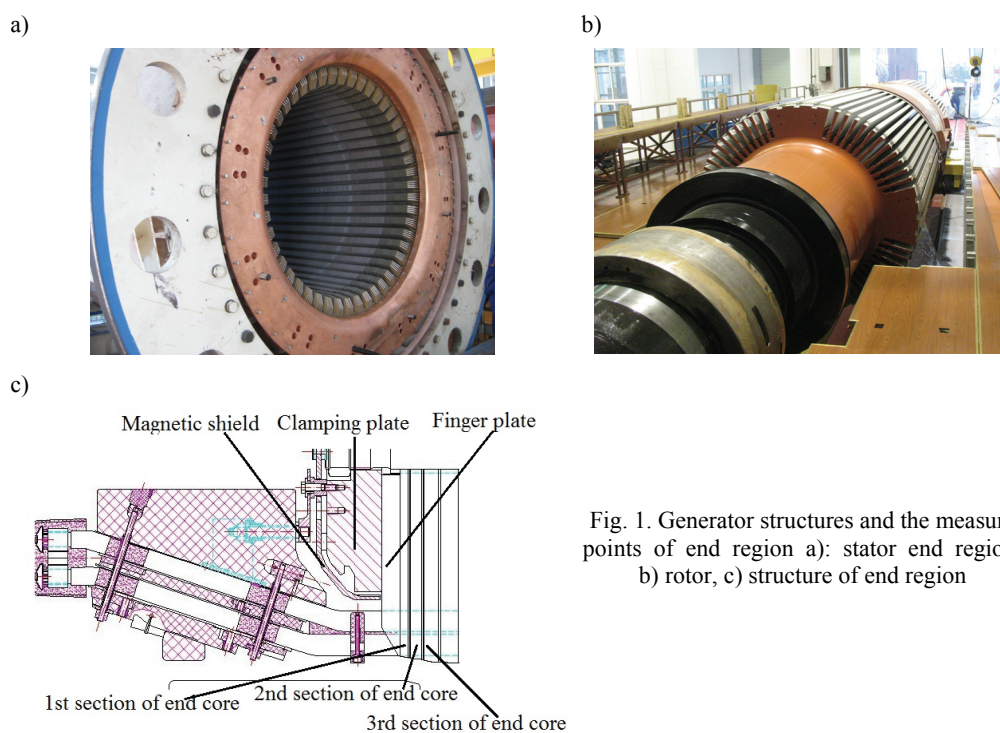 a)
b)
c)
Magnetic shield Clamping plate Finger plate
1st section of end core
2nd section of end core
3rd section of end core
Fig. 1. Generator structures and the measur
points of end region a): stator end regio
b) rotor, c) structure of end region